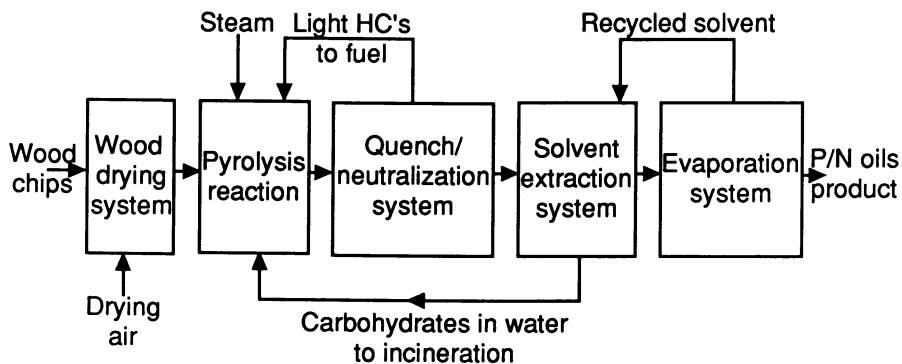 Steam
Light HC's
to fuel
Recycled solvent
Wood
chips
Wood
drying
system
Pyrolysis
reaction
Quench/
neutralization
system
Solvent
extraction
system
Evaporation
system
P/N oils
product
Drying
air
Carbohydrates in water
to incineration